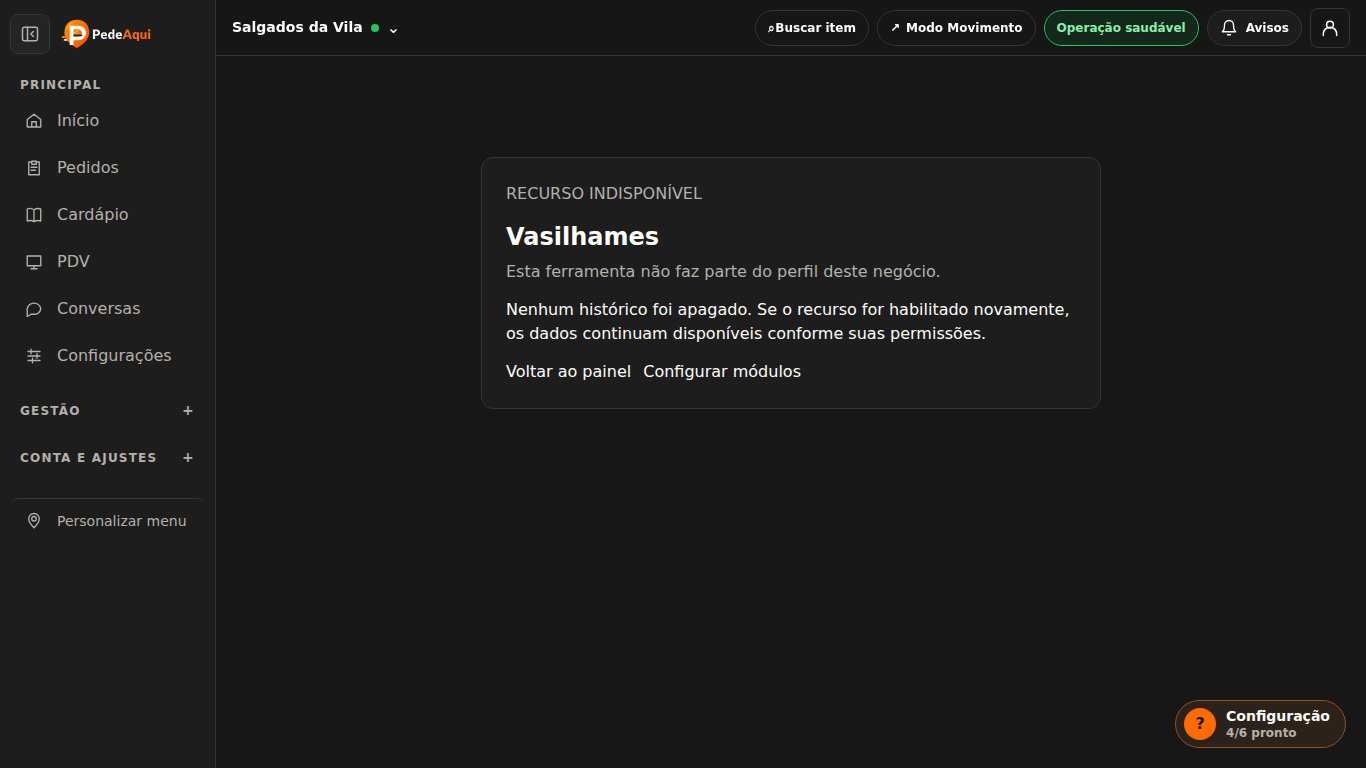 PedeAqui
PRINCIPAL
Início
Pedidos
Cardápio
PDV
Conversas
Configurações
GESTÃO +
CONTA E AJUSTES +
Personalizar menu
Salgados da Vila
Buscar item
↗ Modo Movimento
Operação saudável
Avisos
RECURSO INDISPONÍVEL
Vasilhames
Esta ferramenta não faz parte do perfil deste negócio.
Nenhum histórico foi apagado. Se o recurso for habilitado novamente,
os dados continuam disponíveis conforme suas permissões.
Voltar ao painel Configurar módulos
?
Configuração
4/6 pronto